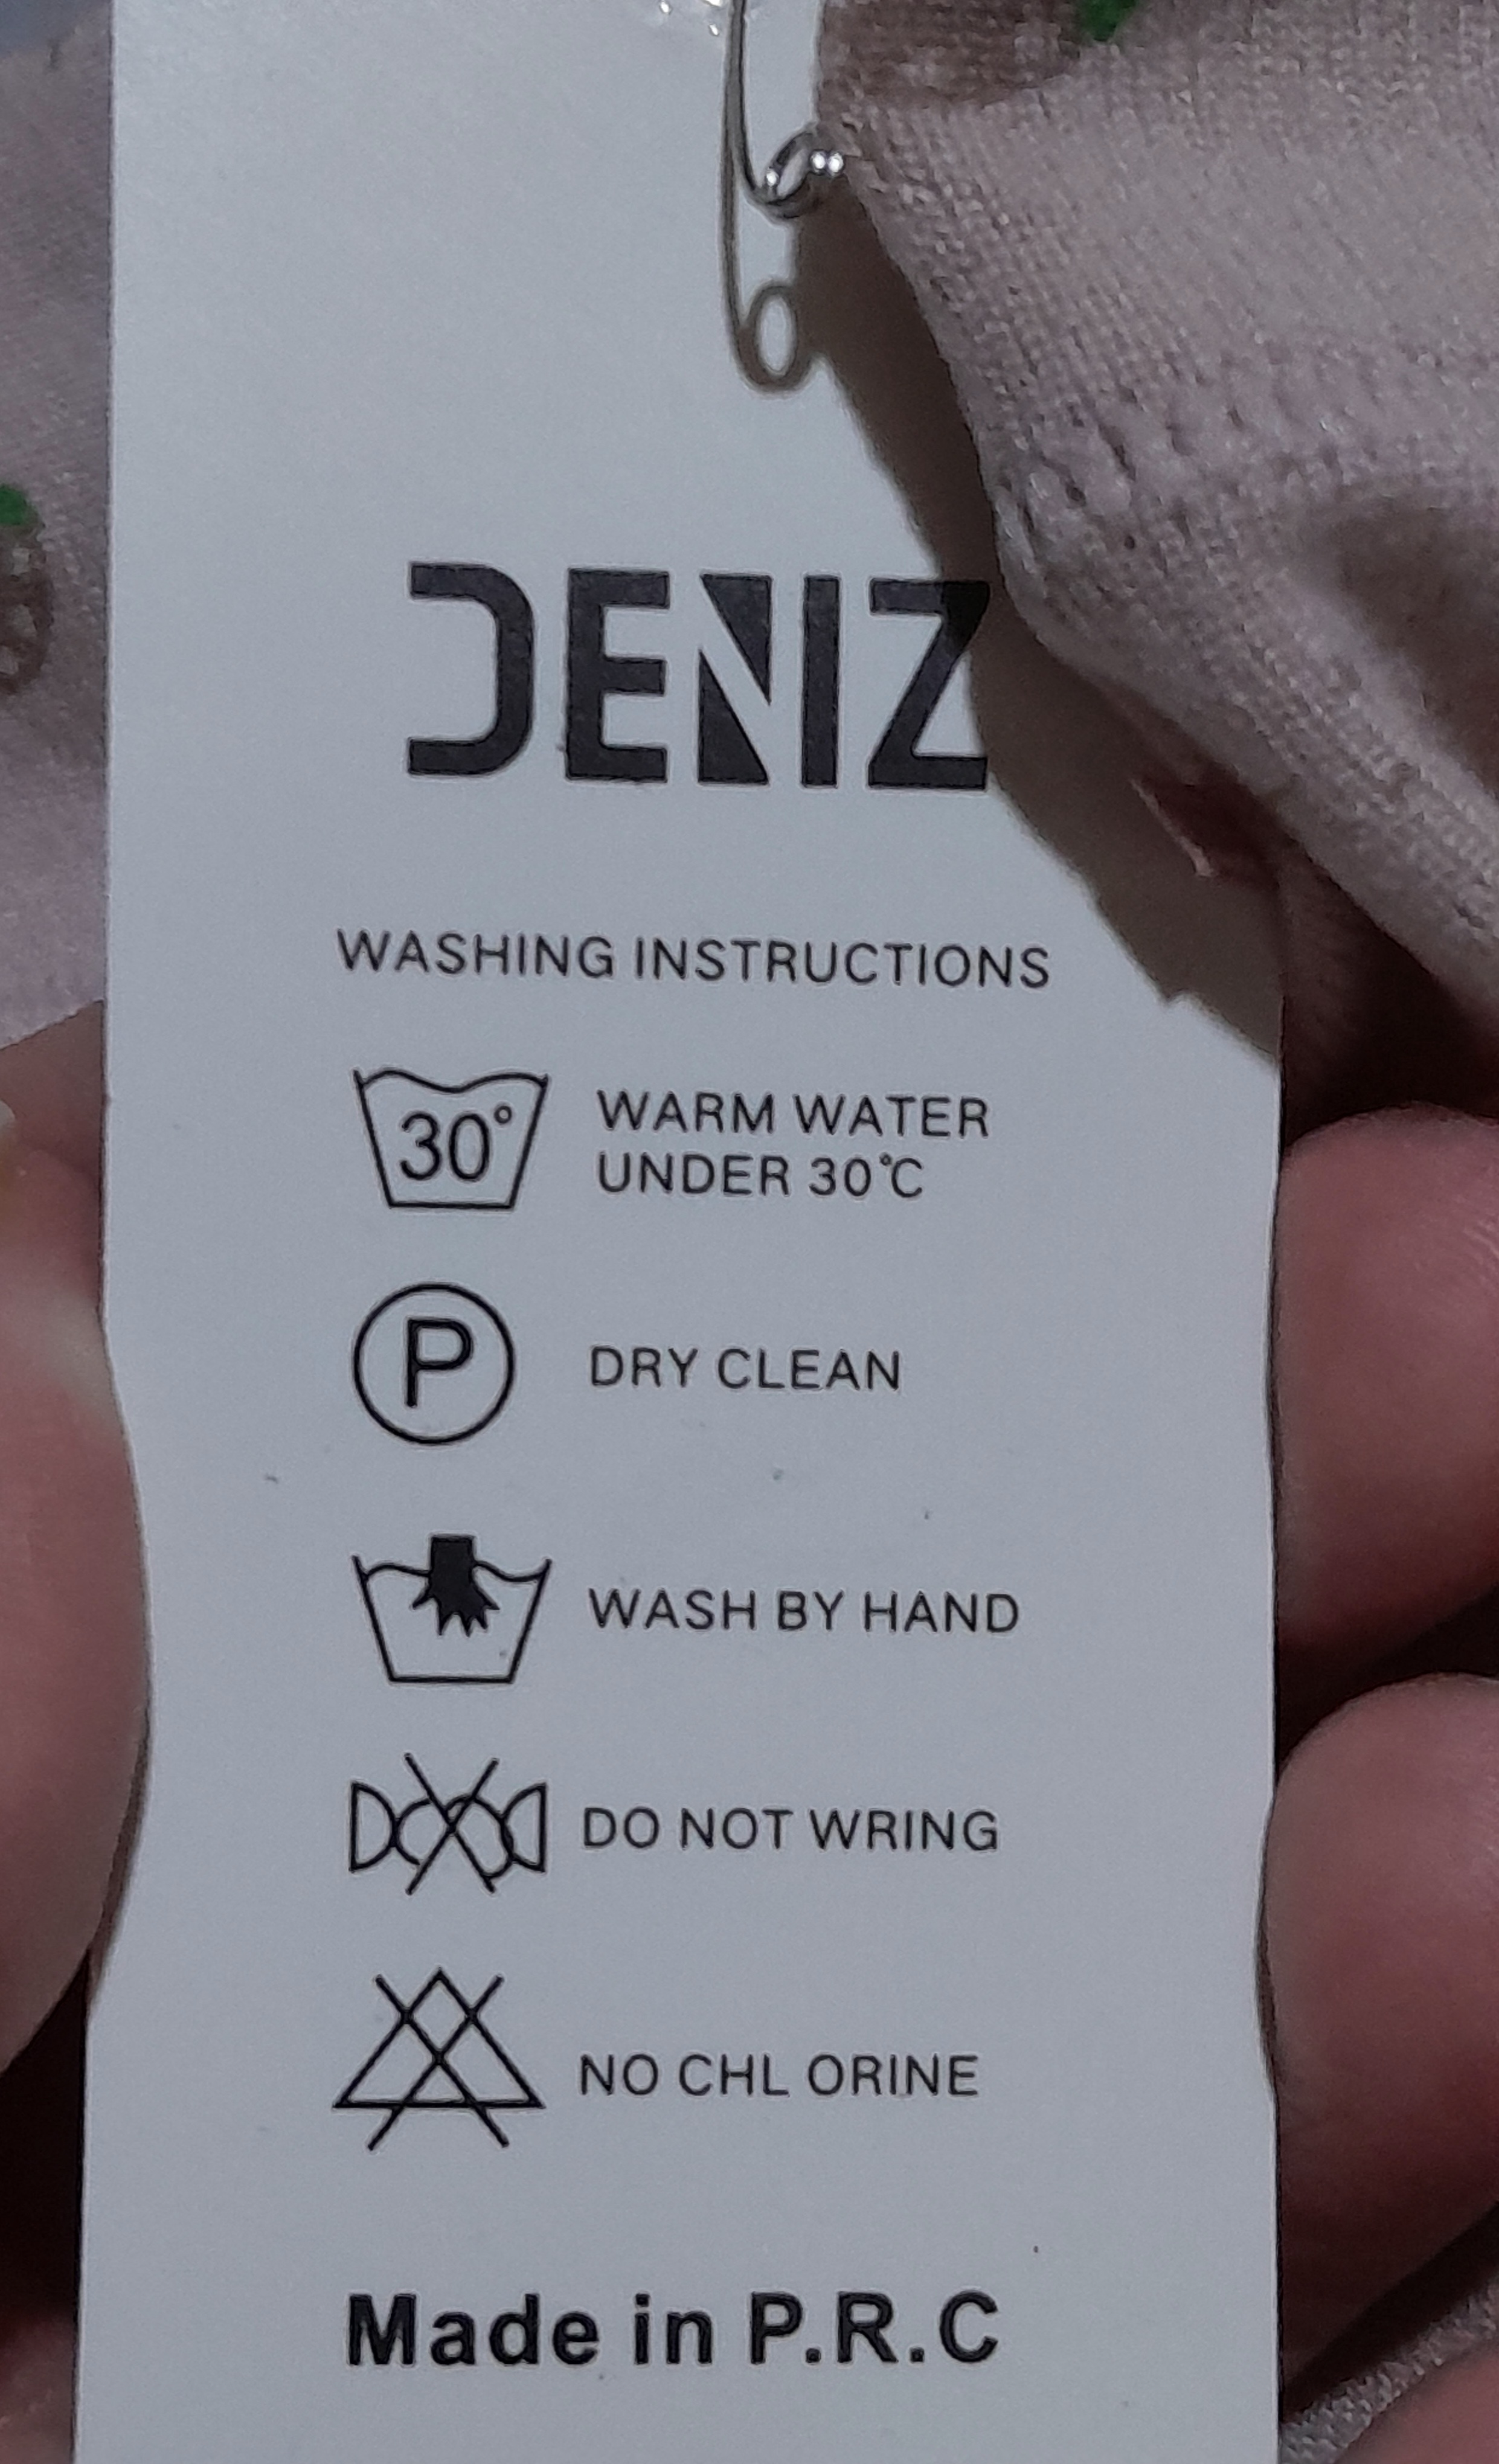 DENIZ
WASHING INSTRUCTIONS
30° WARM WATER
UNDER 30°C
P DRY CLEAN
WASH BY HAND
DO NOT WRING
NO CHL ORINE
Made in P.R.C